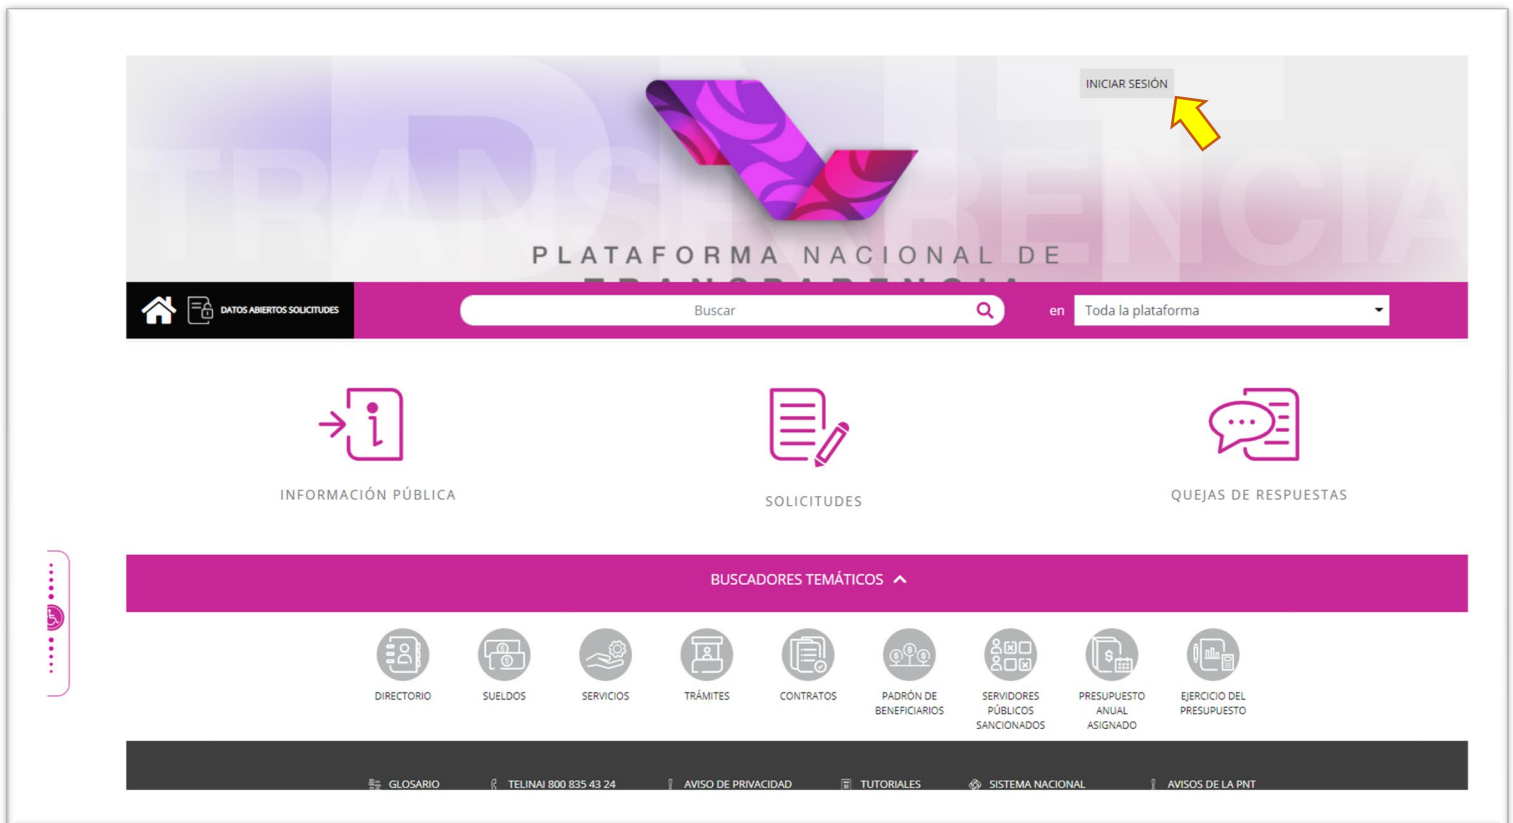 INICIAR SESIÓN
PLATAFORMA NACIONAL DE
TRANSPARENCIA
DATOS ABIERTOS SOLICITUDES
Buscar
en
Toda la plataforma
INFORMACIÓN PÚBLICA
SOLICITUDES
QUEJAS DE RESPUESTAS
BUSCADORES TEMÁTICOS
DIRECTORIO
SUELDOS
SERVICIOS
TRÁMITES
CONTRATOS
PADRÓN DE
BENEFICIARIOS
SERVIDORES
PÚBLICOS
SANCIONADOS
PRESUPUESTO
ANUAL
ASIGNADO
EJERCICIO DEL
PRESUPUESTO
GLOSARIO
TELINAI 800 835 43 24
AVISO DE PRIVACIDAD
TUTORIALES
SISTEMA NACIONAL
AVISOS DE LA PNT